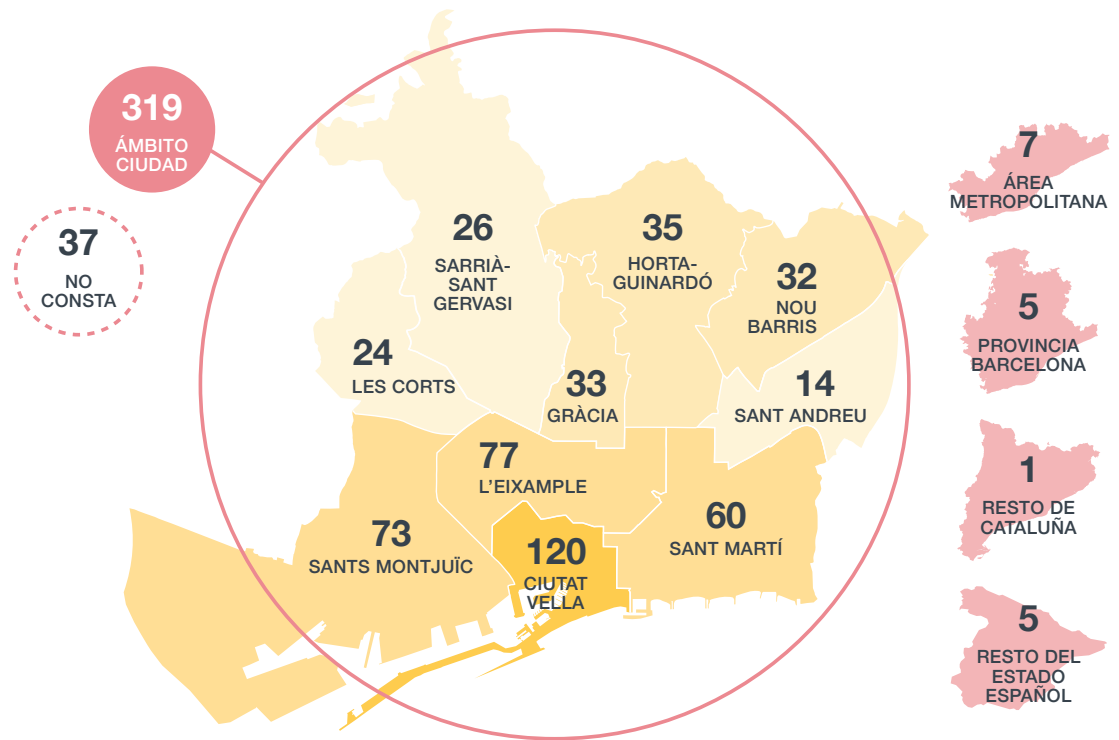 319
ÁMBITO
CIUDAD
37
NO
CONSTA
26
SARRIÀ-
SANT
GERVASI
35
HORTA-
GUINARDÓ
32
NOU
BARRIS
24
LES CORTS
33
GRÀCIA
14
SANT ANDREU
77
L'EIXAMPLE
73
SANTS MONTJUÏC
120
CIUTAT
VELLA
60
SANT MARTÍ
7
ÁREA
METROPOLITANA
5
PROVINCIA
BARCELONA
1
RESTO DE
CATALUÑA
5
RESTO DEL
ESTADO
ESPAÑOL